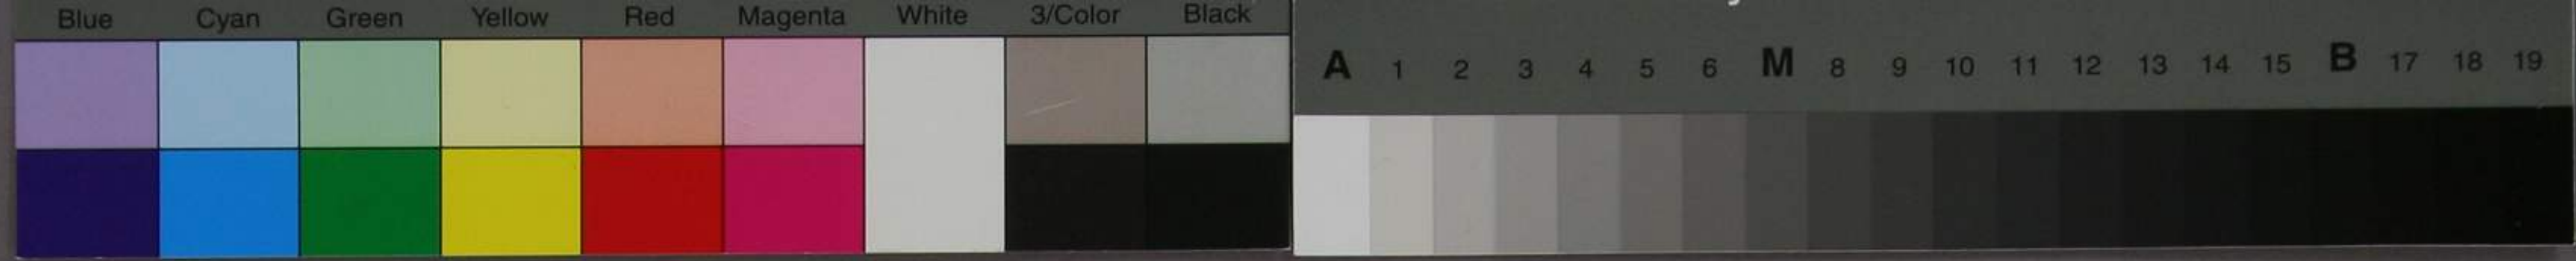 Blue Cyan Green Yellow Red Magenta White 3/Color Black
A 1 2 3 4 5 6 M 8 9 10 11 12 13 14 15 B 17 18 19